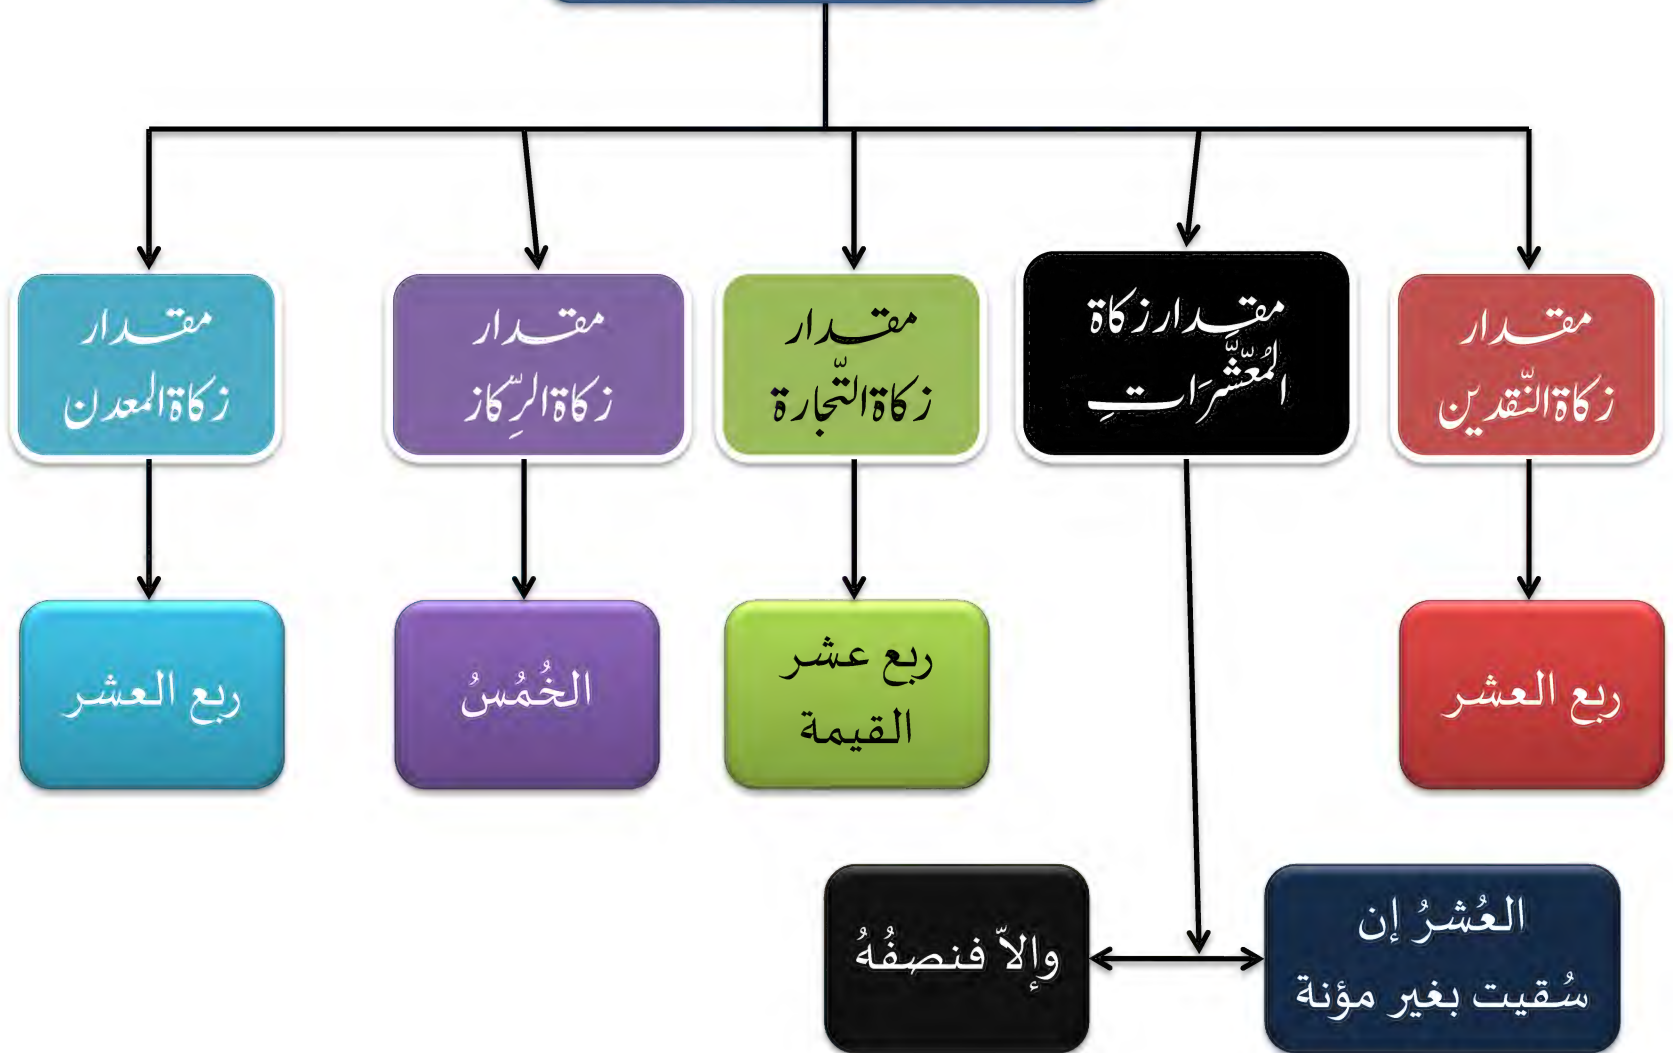 مقدار
زكاة النّقدين
مقدار زكاة
المُعَشَّرَاتِ
مقدار
زكاة التّجارة
مقدار
زكاة الرِّكاز
مقدار
زكاة المعدن
ربع العشر
ربع عشر
القيمة
الخُمُسُ
ربع العشر
العُشرُ إن
سُقيت بغير مؤنة
وإلاّ فنصفُهُ